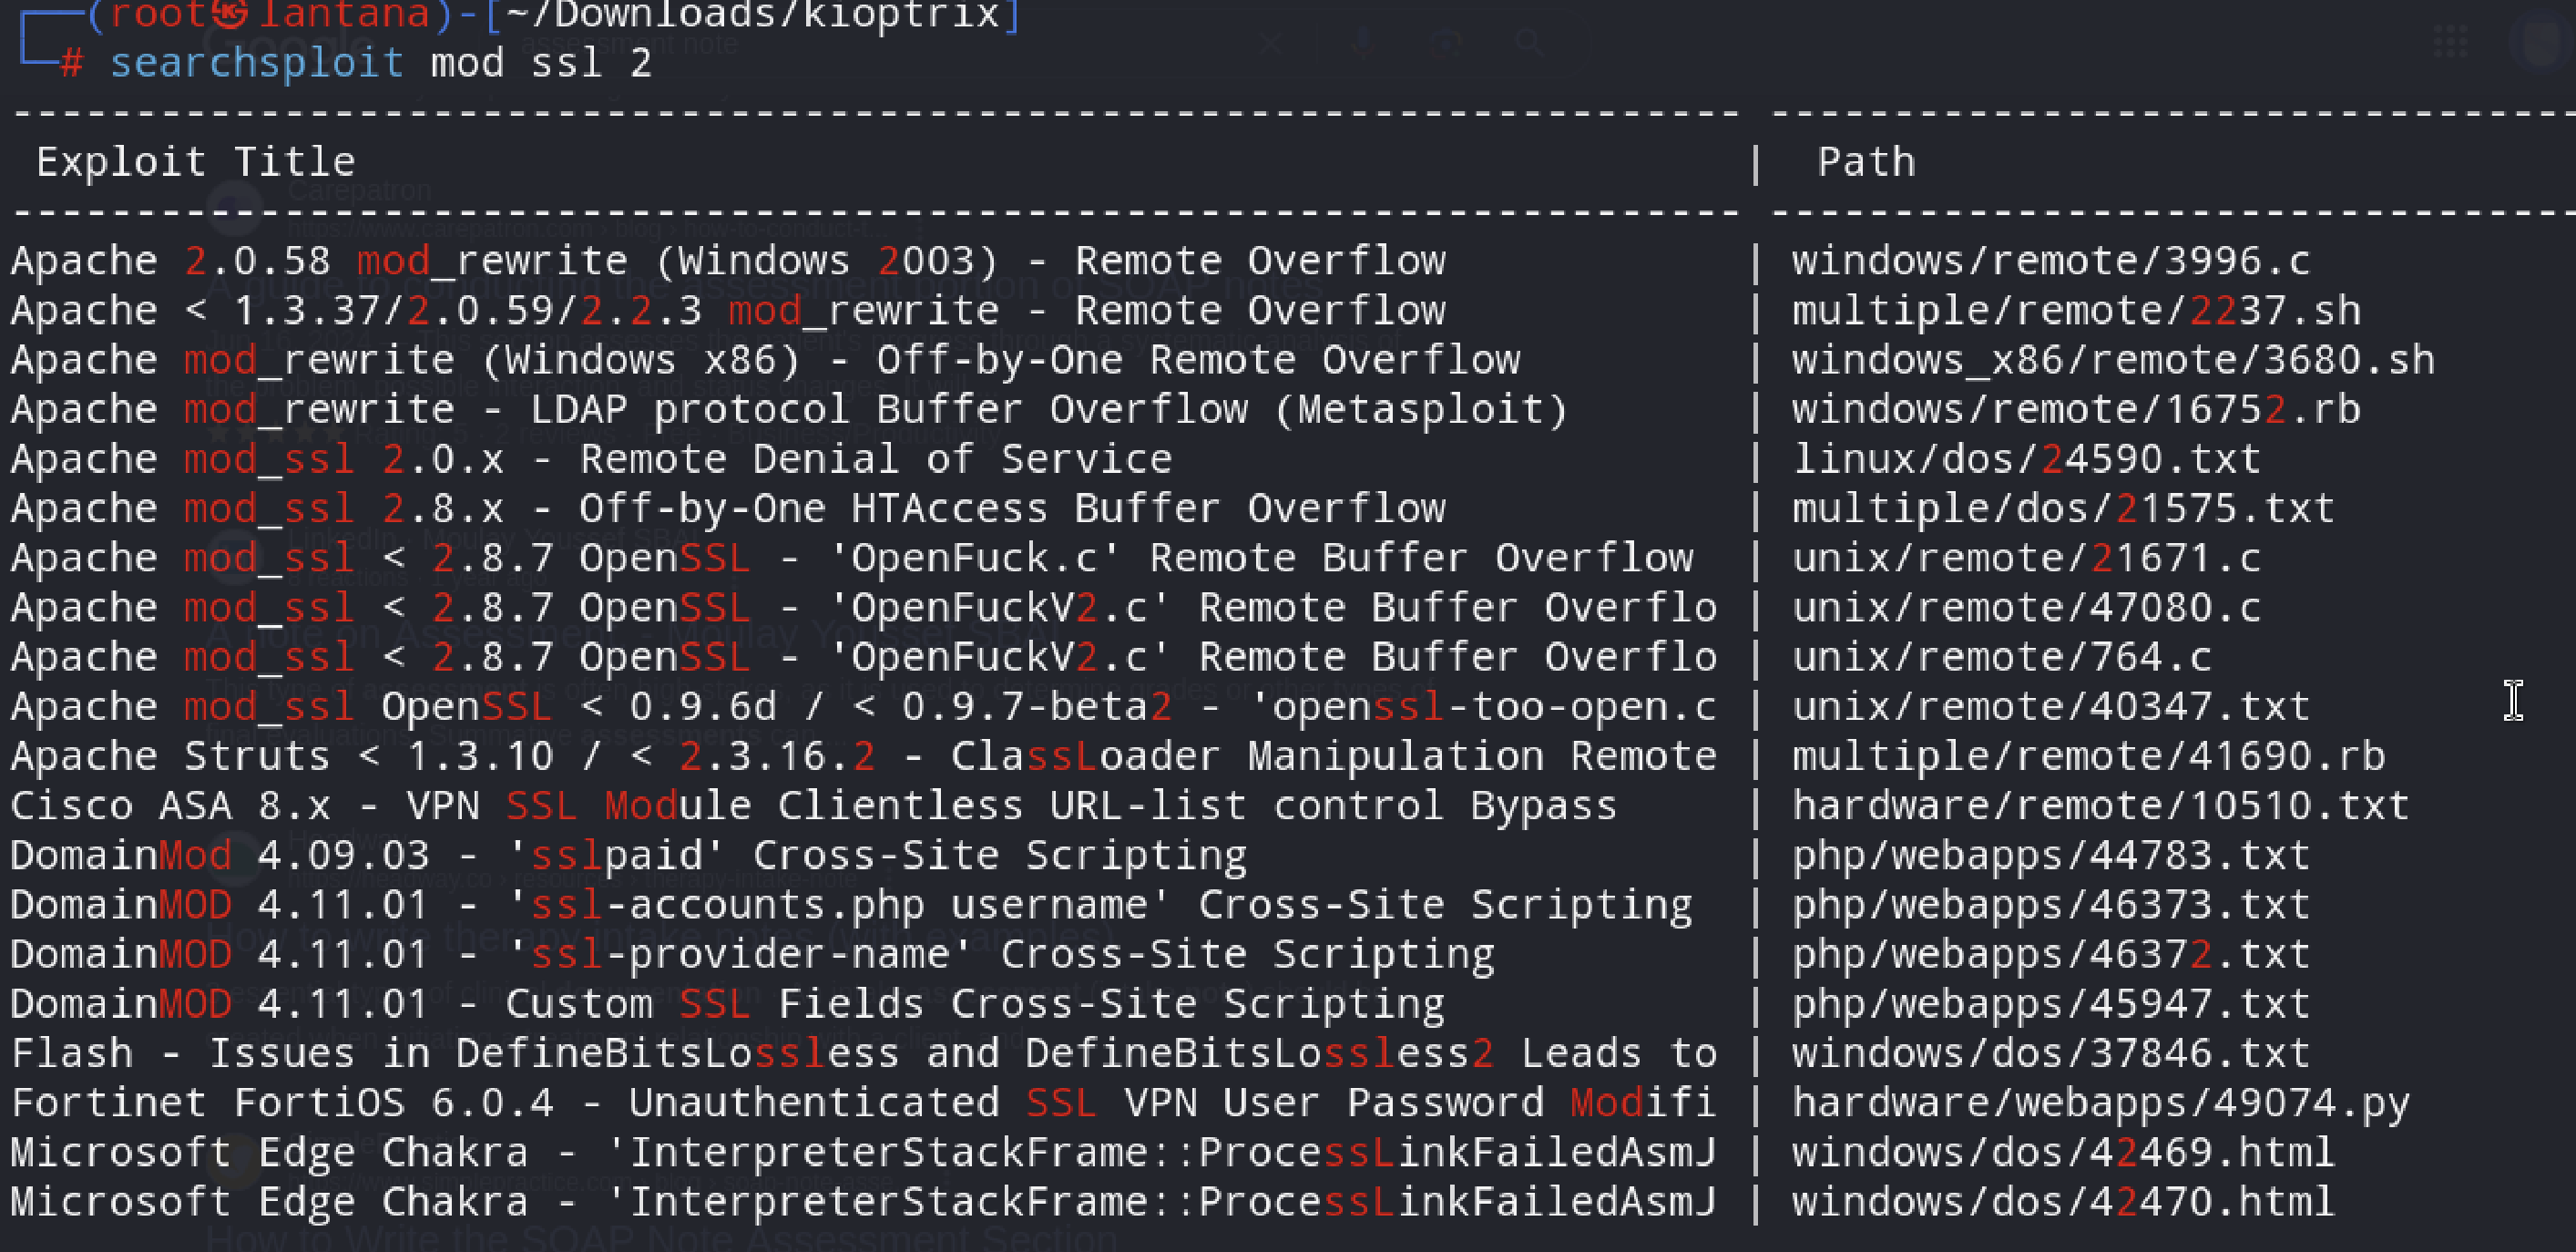 (root㉿lantana)-[~/Downloads/kioptrix]
# searchsploit mod ssl 2
Exploit Title | Path
Apache 2.0.58 mod_rewrite (Windows 2003) - Remote Overflow | windows/remote/3996.c
Apache < 1.3.37/2.0.59/2.2.3 mod_rewrite - Remote Overflow | multiple/remote/2237.sh
Apache mod_rewrite (Windows x86) - Off-by-One Remote Overflow | windows_x86/remote/3680.sh
Apache mod_rewrite - LDAP protocol Buffer Overflow (Metasploit) | windows/remote/16752.rb
Apache mod_ssl 2.0.x - Remote Denial of Service | linux/dos/24590.txt
Apache mod_ssl 2.8.x - Off-by-One HTAccess Buffer Overflow | multiple/dos/21575.txt
Apache mod_ssl < 2.8.7 OpenSSL - 'OpenFuck.c' Remote Buffer Overflow | unix/remote/21671.c
Apache mod_ssl < 2.8.7 OpenSSL - 'OpenFuckV2.c' Remote Buffer Overflo | unix/remote/47080.c
Apache mod_ssl < 2.8.7 OpenSSL - 'OpenFuckV2.c' Remote Buffer Overflo | unix/remote/764.c
Apache mod_ssl OpenSSL < 0.9.6d / < 0.9.7-beta2 - 'openssl-too-open.c | unix/remote/40347.txt
Apache Struts < 1.3.10 / < 2.3.16.2 - ClassLoader Manipulation Remote | multiple/remote/41690.rb
Cisco ASA 8.x - VPN SSL Module Clientless URL-list control Bypass | hardware/remote/10510.txt
DomainMod 4.09.03 - 'sslpaid' Cross-Site Scripting | php/webapps/44783.txt
DomainMOD 4.11.01 - 'ssl-accounts.php username' Cross-Site Scripting | php/webapps/46373.txt
DomainMOD 4.11.01 - 'ssl-provider-name' Cross-Site Scripting | php/webapps/46372.txt
DomainMOD 4.11.01 - Custom SSL Fields Cross-Site Scripting | php/webapps/45947.txt
Flash - Issues in DefineBitsLossless and DefineBitsLossless2 Leads to | windows/dos/37846.txt
Fortinet FortiOS 6.0.4 - Unauthenticated SSL VPN User Password Modifi | hardware/webapps/49074.py
Microsoft Edge Chakra - 'InterpreterStackFrame::ProcessLinkFailedAsmJ | windows/dos/42469.html
Microsoft Edge Chakra - 'InterpreterStackFrame::ProcessLinkFailedAsmJ | windows/dos/42470.html